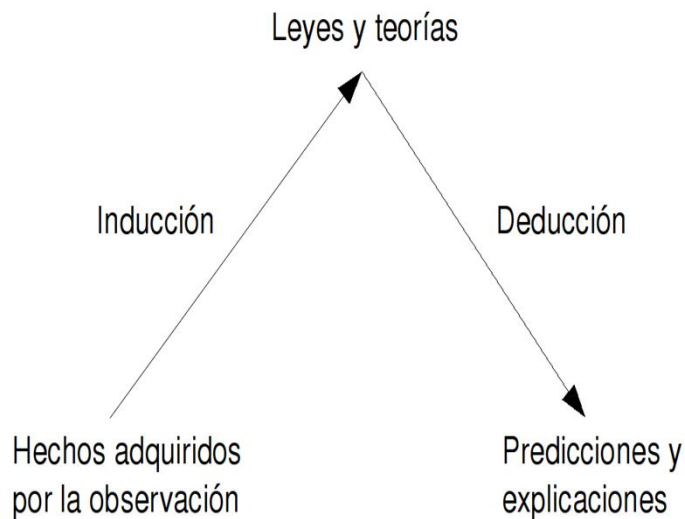 Leyes y teorías
Inducción
Deducción
Hechos adquiridos
por la observación
Predicciones y
explicaciones